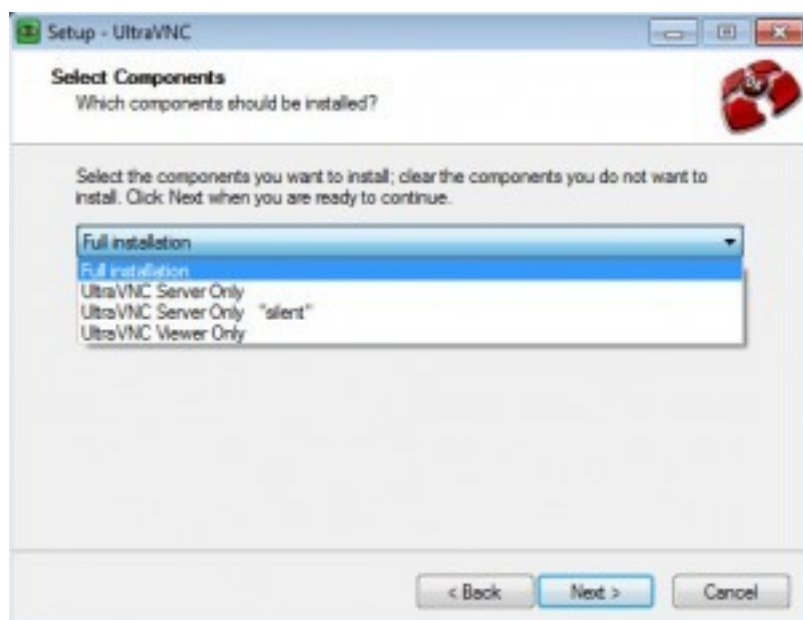 Setup - UltraVNC
Select Components
Which components should be installed?
Select the components you want to install; clear the components you do not want to
install. Click Next when you are ready to continue.
Full installation
Full installation
UltraVNC Server Only
UltraVNC Server Only "silent"
UltraVNC Viewer Only
< Back Next > Cancel